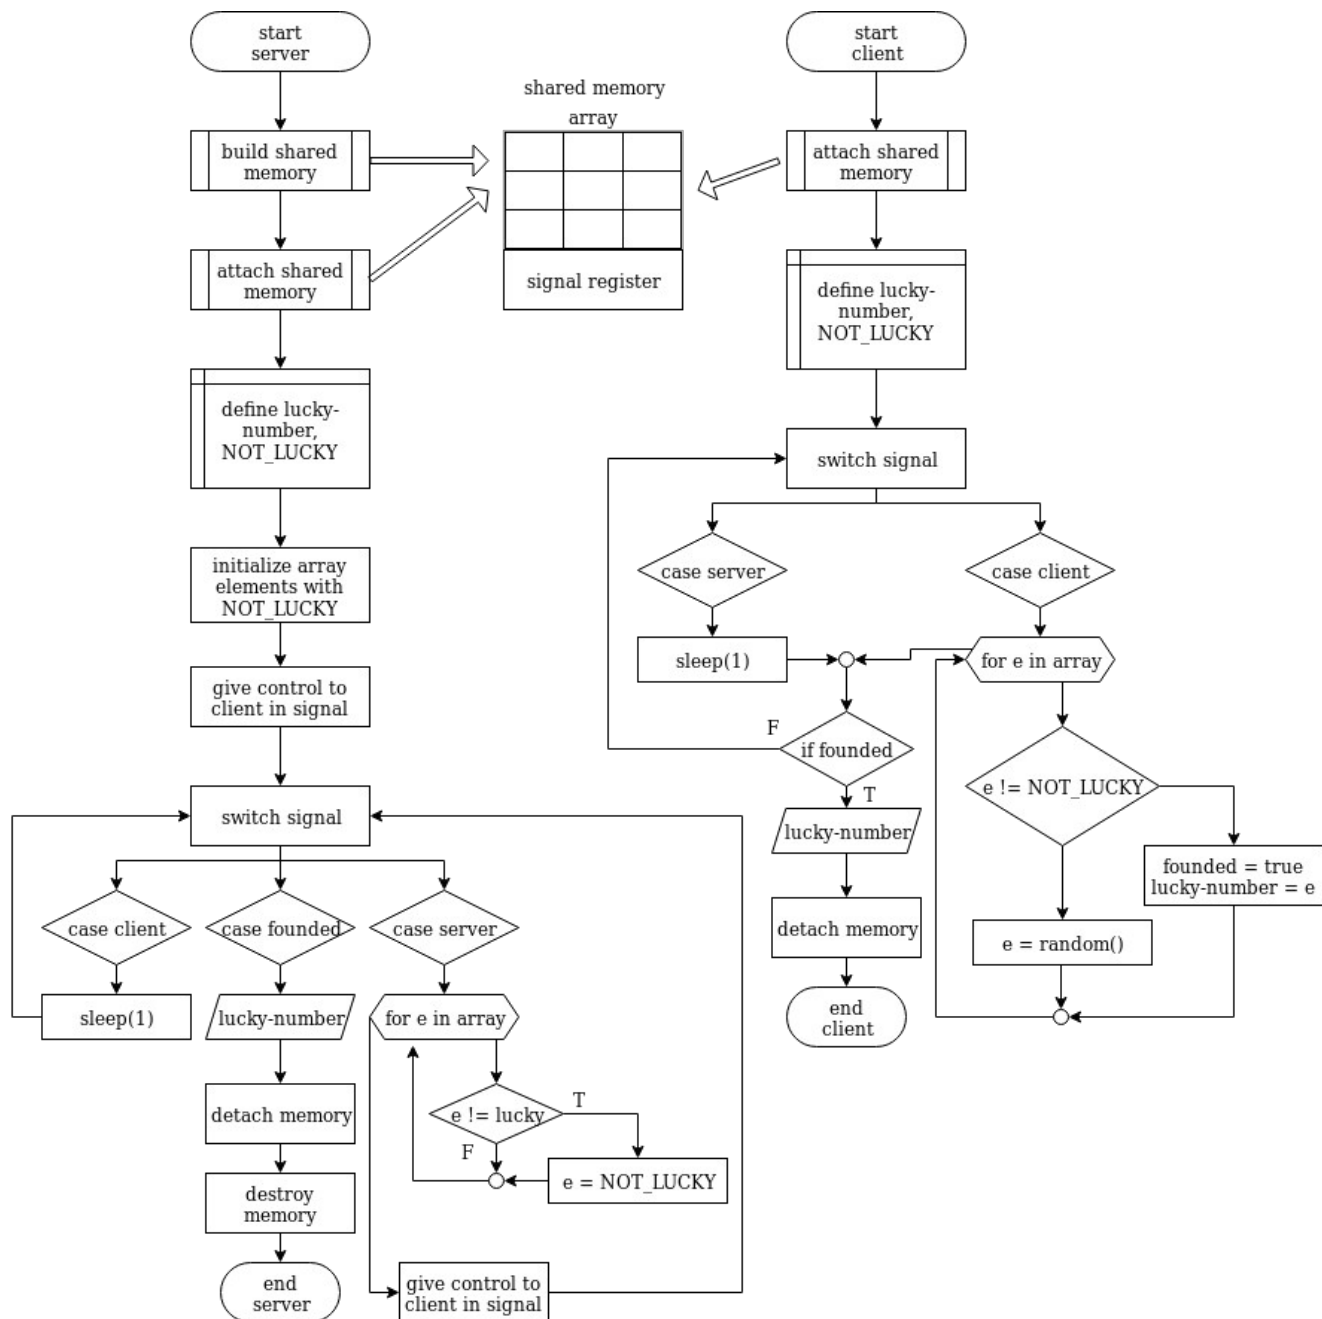 start
server
build shared
memory
attach shared
memory
define lucky-
number,
NOT_LUCKY
initialize array
elements with
NOT_LUCKY
give control to
client in signal
switch signal
case client
case founded
case server
sleep(1)
lucky-number
for e in array
detach memory
e != lucky
T
F
e = NOT_LUCKY
destroy
memory
end
server
give control to
client in signal
shared memory
array
signal register
start
client
attach shared
memory
define lucky-
number,
NOT_LUCKY
switch signal
case server
case client
sleep(1)
for e in array
F
if founded
T
e != NOT_LUCKY
lucky-number
founded = true
lucky-number = e
detach memory
e = random()
end
client